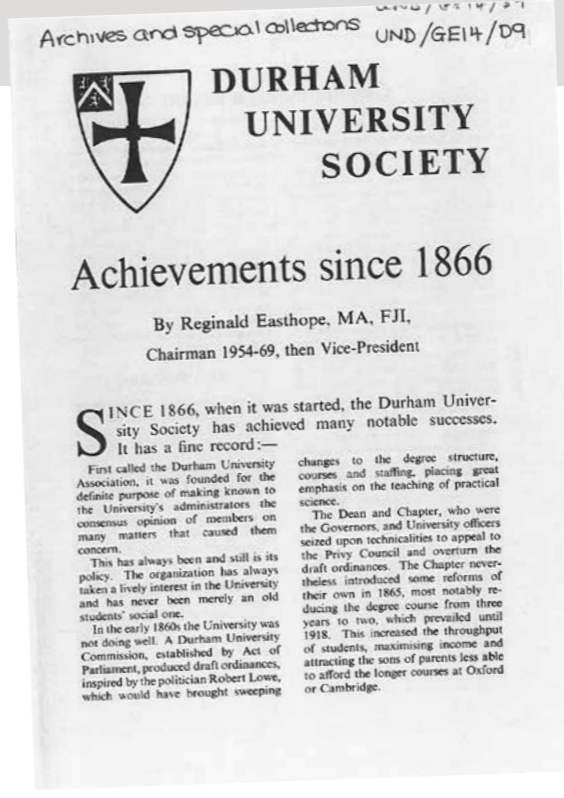 Archives and special collections
UND/GE14/D9
DURHAM
UNIVERSITY
SOCIETY
Achievements since 1866
By Reginald Easthope, MA, FJI,
Chairman 1954-69, then Vice-President
SINCE 1866, when it was started, the Durham Univer-
sity Society has achieved many notable successes.
It has a fine record:—
First called the Durham University
Association, it was founded for the
definite purpose of making known to
the University's administrators the
consensus opinion of members on
many matters that caused them
concern.
This has always been and still is its
policy. The organization has always
taken a lively interest in the University
and has never been merely an old
students' social one.
In the early 1860s the University was
not doing well. A Durham University
Commission, established by Act of
Parliament, produced draft ordinances,
inspired by the politician Robert Lowe,
which would have brought sweeping
changes to the degree structure,
courses and staffing, placing great
emphasis on the teaching of practical
science.
The Dean and Chapter, who were
the Governors, and University officers
seized upon technicalities to appeal to
the Privy Council and overturn the
draft ordinances. The Chapter never-
theless introduced some reforms of
their own in 1865, most notably re-
ducing the degree course from three
years to two, which prevailed until
1918. This increased the throughput
of students, maximising income and
attracting the sons of parents less able
to afford the longer courses at Oxford
or Cambridge.